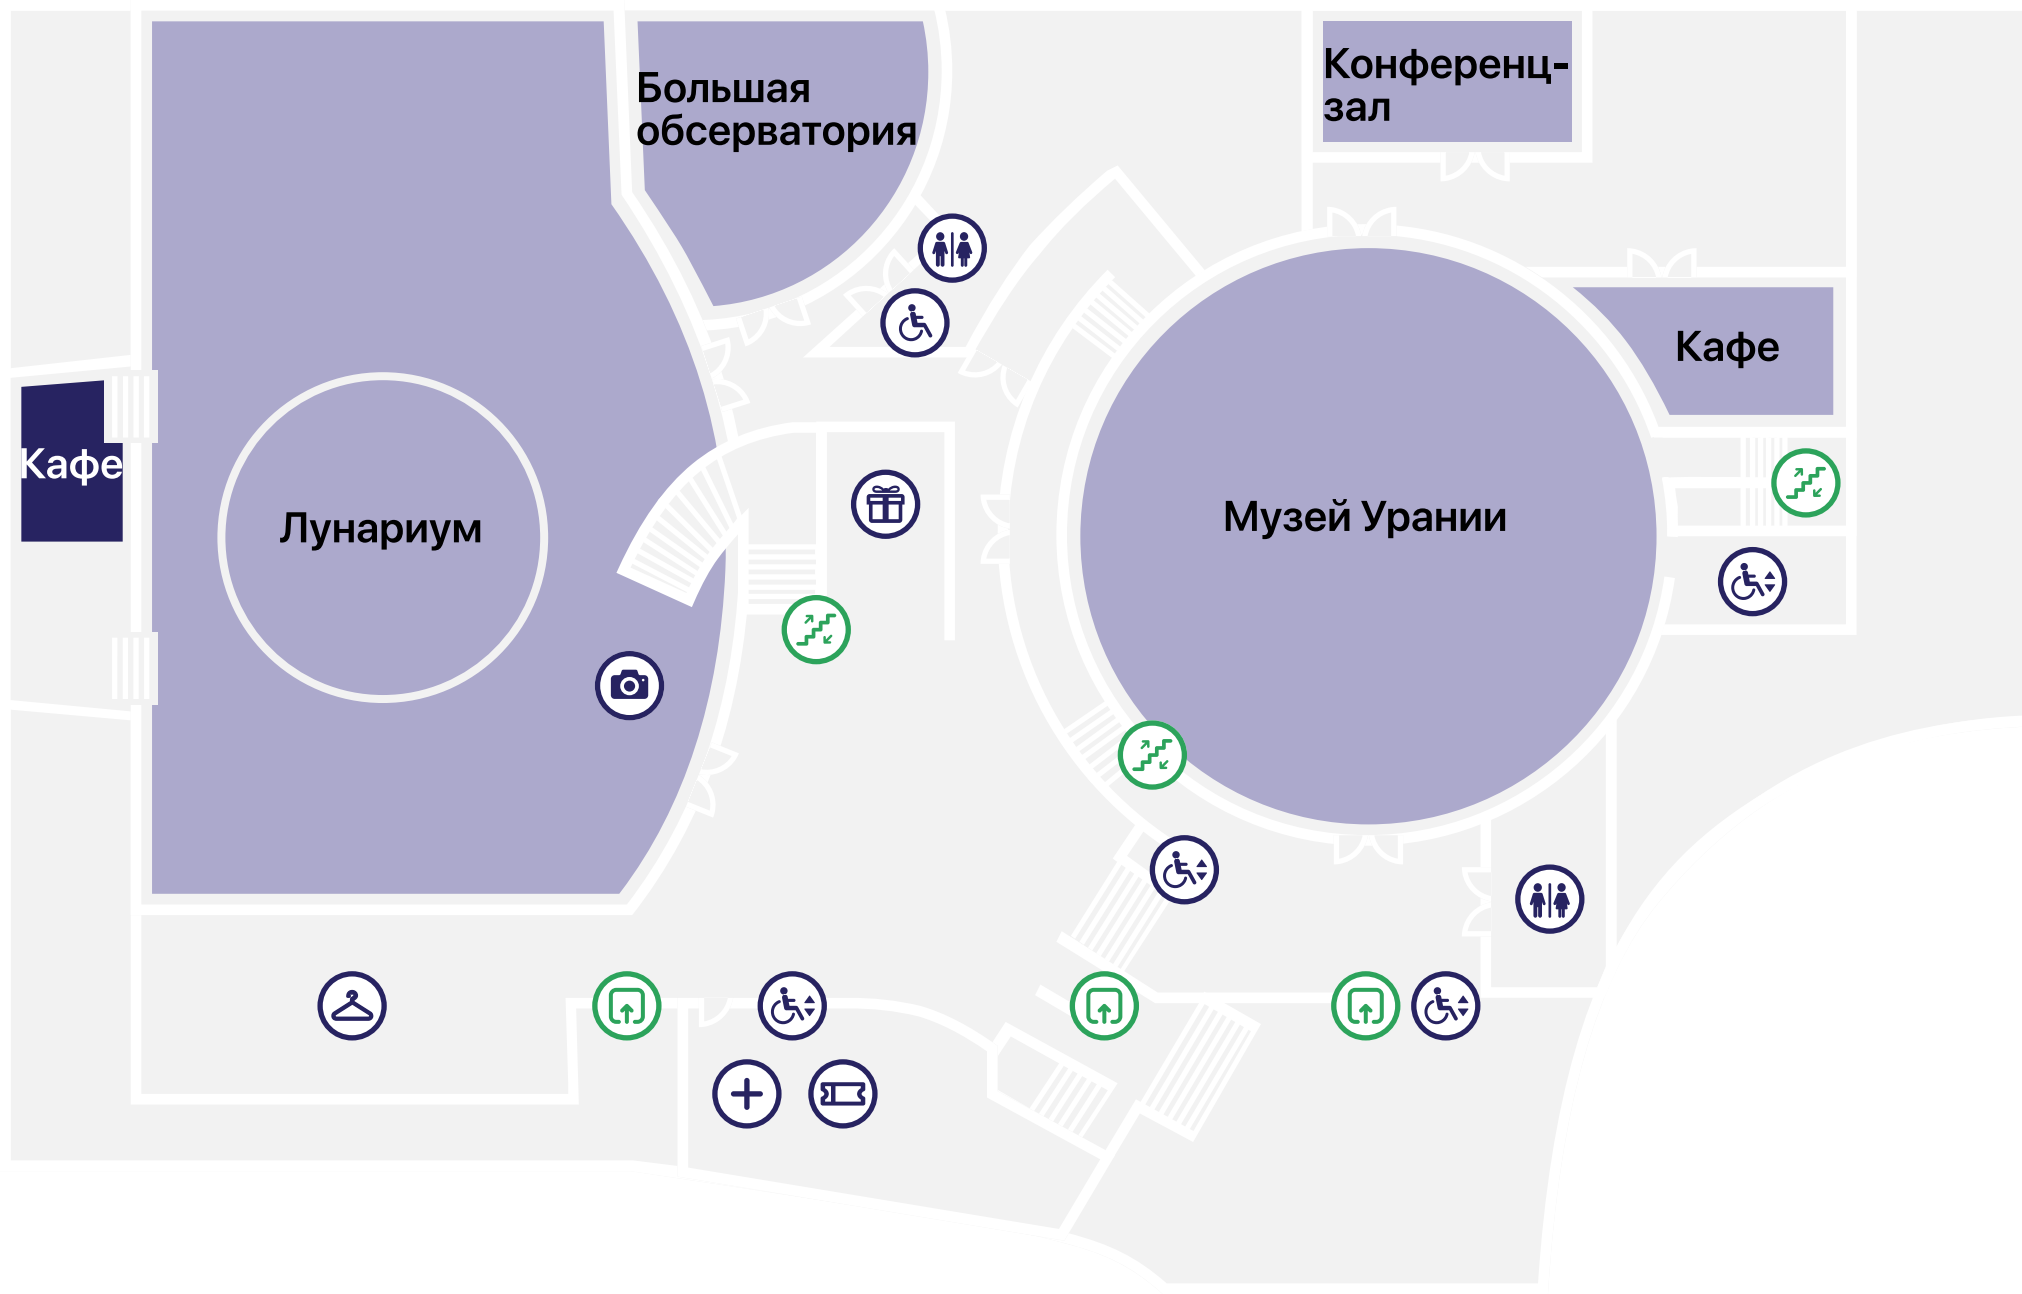 Большая
обсерватория
Конференц-
зал
Кафе
Кафе
Лунариум
Музей Урании